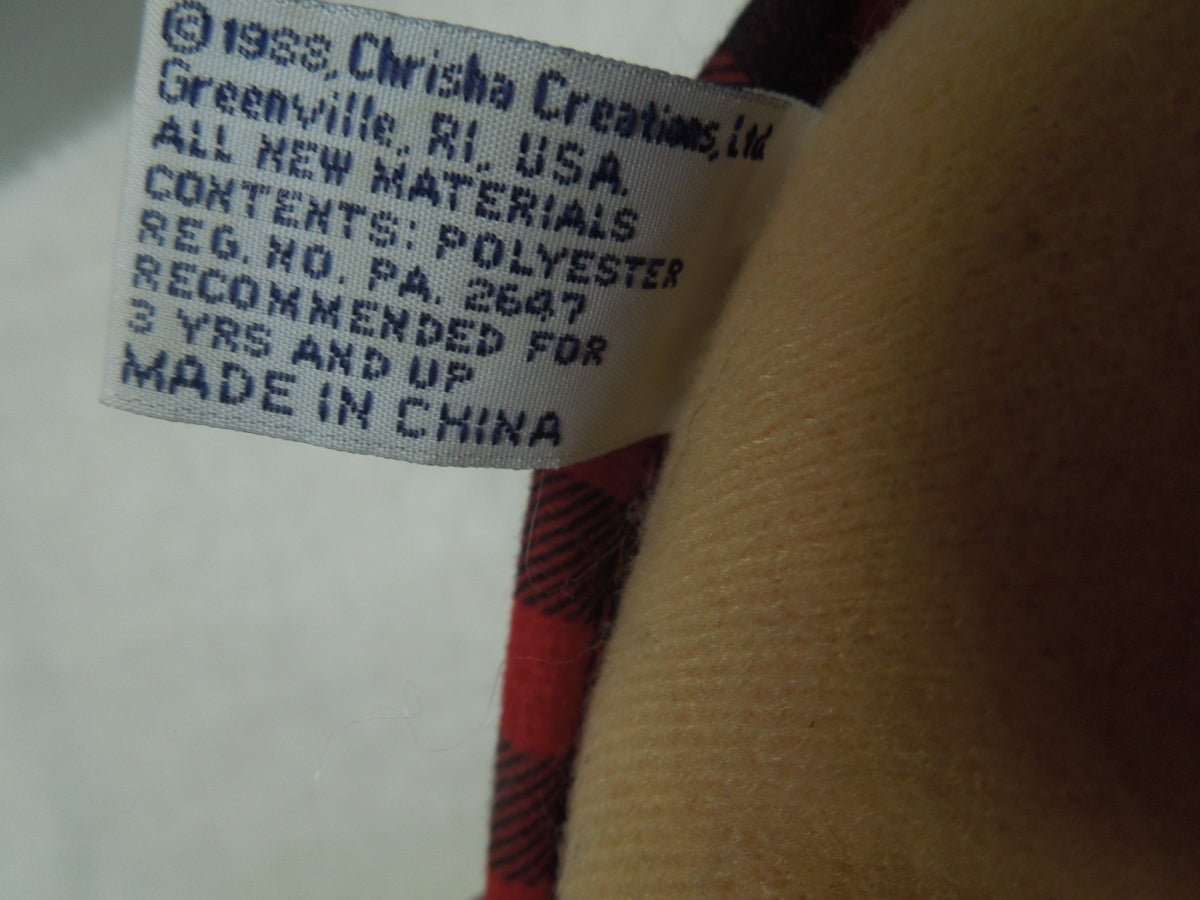 © 1988, Chrisha Creations, Ltd
Greenville, RI, USA.
ALL NEW MATERIALS
CONTENTS: POLYESTER
REG. NO. PA. 2647
RECOMMENDED FOR
3 YRS AND UP
MADE IN CHINA